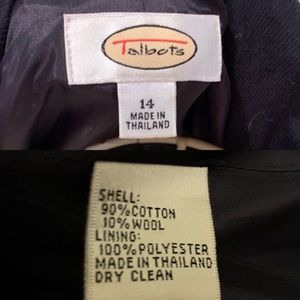 Talbots
14
MADE IN
THAILAND
SHELL:
90%COTTON
10%WOOL
LINING:
100%POLYESTER
MADE IN THAILAND
DRY CLEAN